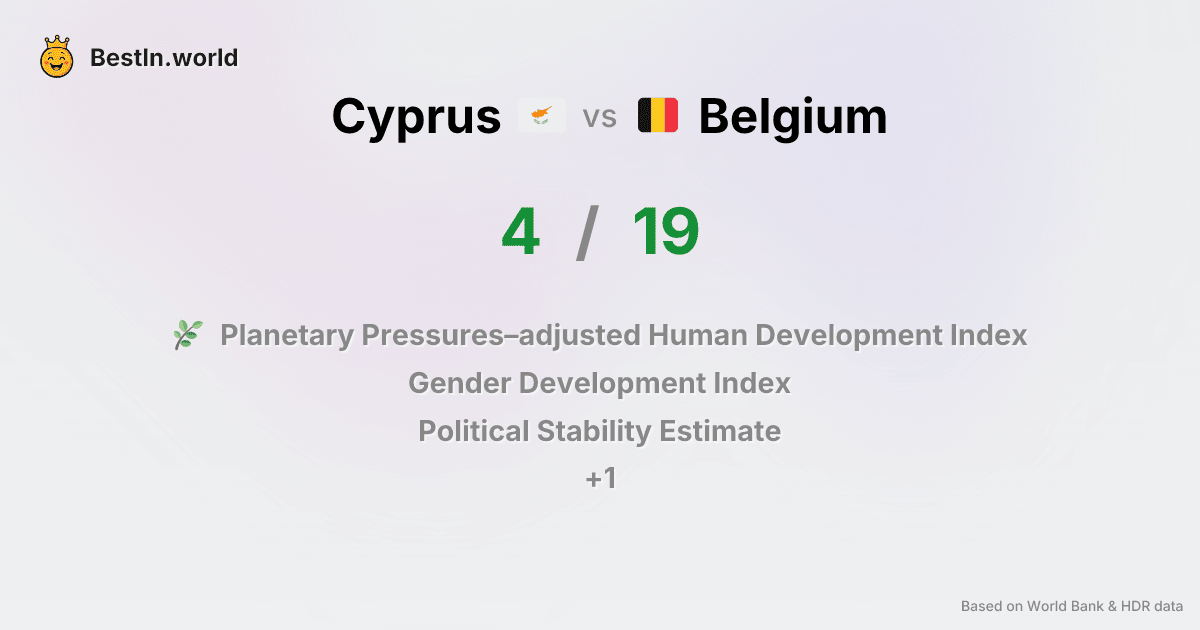 BestIn.world
Cyprus vs Belgium
4 / 19
Planetary Pressures–adjusted Human Development Index
Gender Development Index
Political Stability Estimate
+1
Based on World Bank & HDR data